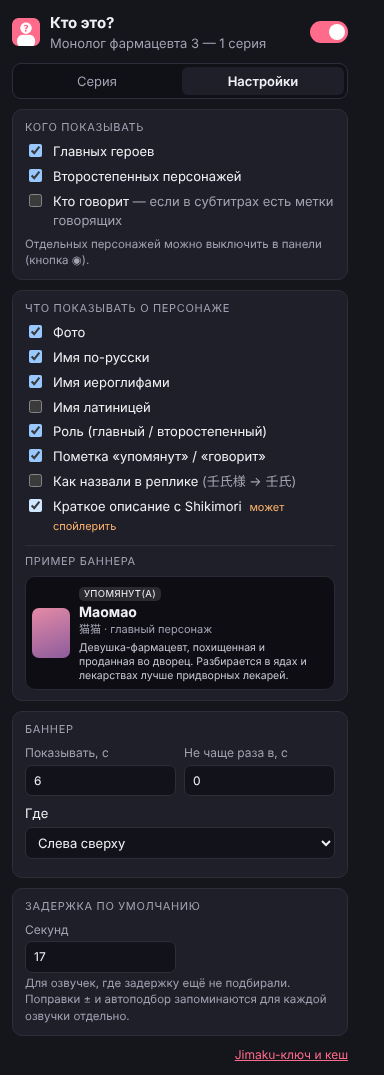 Кто это?
Монолог фармацевта 3 — 1 серия
Серия
Настройки
КОГО ПОКАЗЫВАТЬ
Главных героев
Второстепенных персонажей
Кто говорит — если в субтитрах есть метки
говорящих
Отдельных персонажей можно выключить в панели
(кнопка ◉).
ЧТО ПОКАЗЫВАТЬ О ПЕРСОНАЖЕ
Фото
Имя по-русски
Имя иероглифами
Имя латиницей
Роль (главный / второстепенный)
Пометка «упомянут» / «говорит»
Как назвали в реплике (壬氏様 → 壬氏)
Краткое описание с Shikimori может
спойлерить
ПРИМЕР БАННЕРА
УПОМЯНУТ(А)
Маомао
猫猫 · главный персонаж
Девушка-фармацевт, похищенная и
проданная во дворец. Разбирается в ядах и
лекарствах лучше придворных лекарей.
БАННЕР
Показывать, с
Не чаще раза в, с
6
0
Где
Слева сверху
ЗАДЕРЖКА ПО УМОЛЧАНИЮ
Секунд
17
Для озвучек, где задержку ещё не подбирали.
Поправки ± и автоподбор запоминаются для каждой
озвучки отдельно.
Jimaku-ключ и кеш